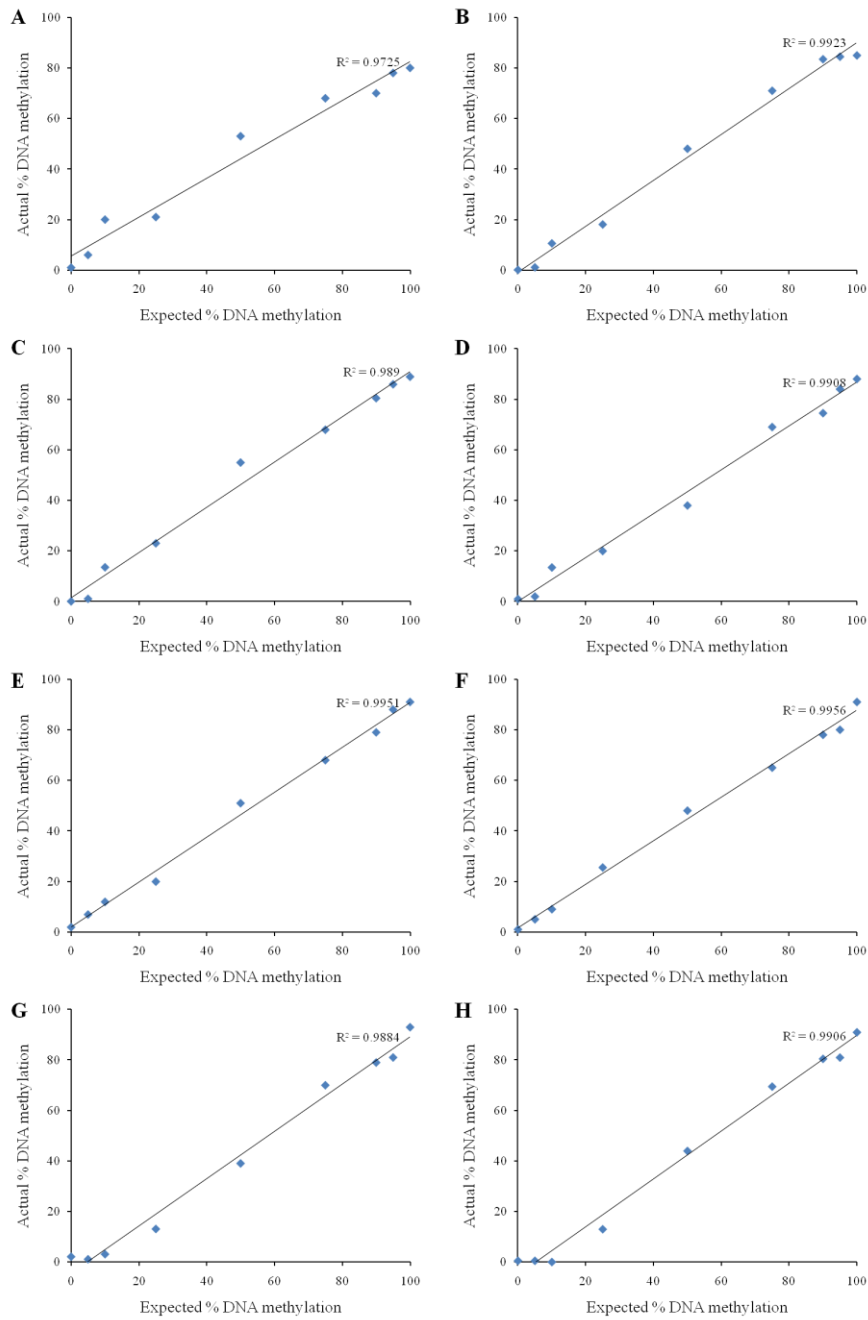 A
R² = 0.9725
Actual % DNA methylation
100
80
60
40
20
0
0 20 40 60 80 100
Expected % DNA methylation
B
R² = 0.9923
Actual % DNA methylation
100
80
60
40
20
0
0 20 40 60 80 100
Expected % DNA methylation
C
R² = 0.989
Actual % DNA methylation
100
80
60
40
20
0
0 20 40 60 80 100
Expected % DNA methylation
D
R² = 0.9908
Actual % DNA methylation
100
80
60
40
20
0
0 20 40 60 80 100
Expected % DNA methylation
E
R² = 0.9951
Actual % DNA methylation
100
80
60
40
20
0
0 20 40 60 80 100
Expected % DNA methylation
F
R² = 0.9956
Actual % DNA methylation
100
80
60
40
20
0
0 20 40 60 80 100
Expected % DNA methylation
G
R² = 0.9884
Actual % DNA methylation
100
80
60
40
20
0
0 20 40 60 80 100
Expected % DNA methylation
H
R² = 0.9906
Actual % DNA methylation
100
80
60
40
20
0
0 20 40 60 80 100
Expected % DNA methylation